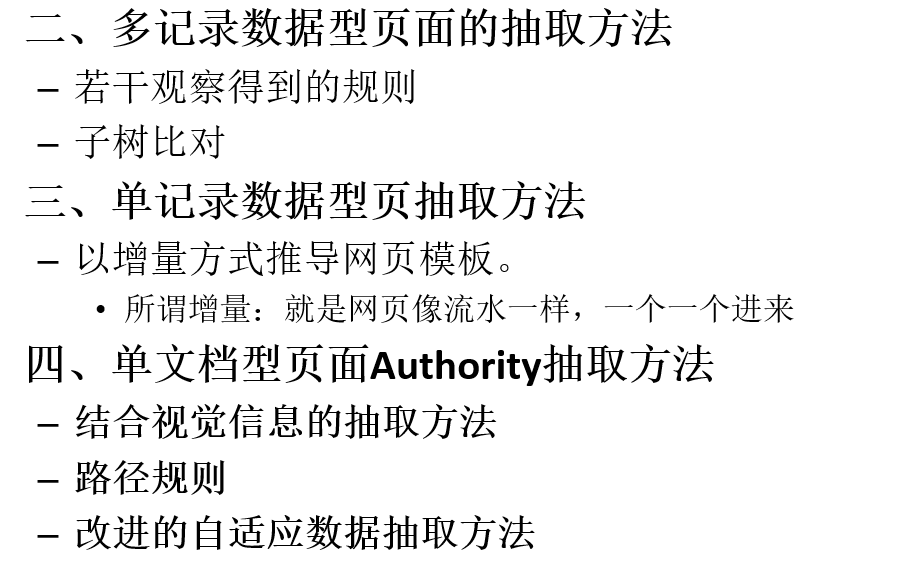 二、多记录数据型页面的抽取方法
– 若干观察得到的规则
– 子树比对
三、单记录数据型页抽取方法
– 以增量方式推导网页模板。
• 所谓增量：就是网页像流水一样，一个一个进来
四、单文档型页面Authority抽取方法
– 结合视觉信息的抽取方法
– 路径规则
– 改进的自适应数据抽取方法